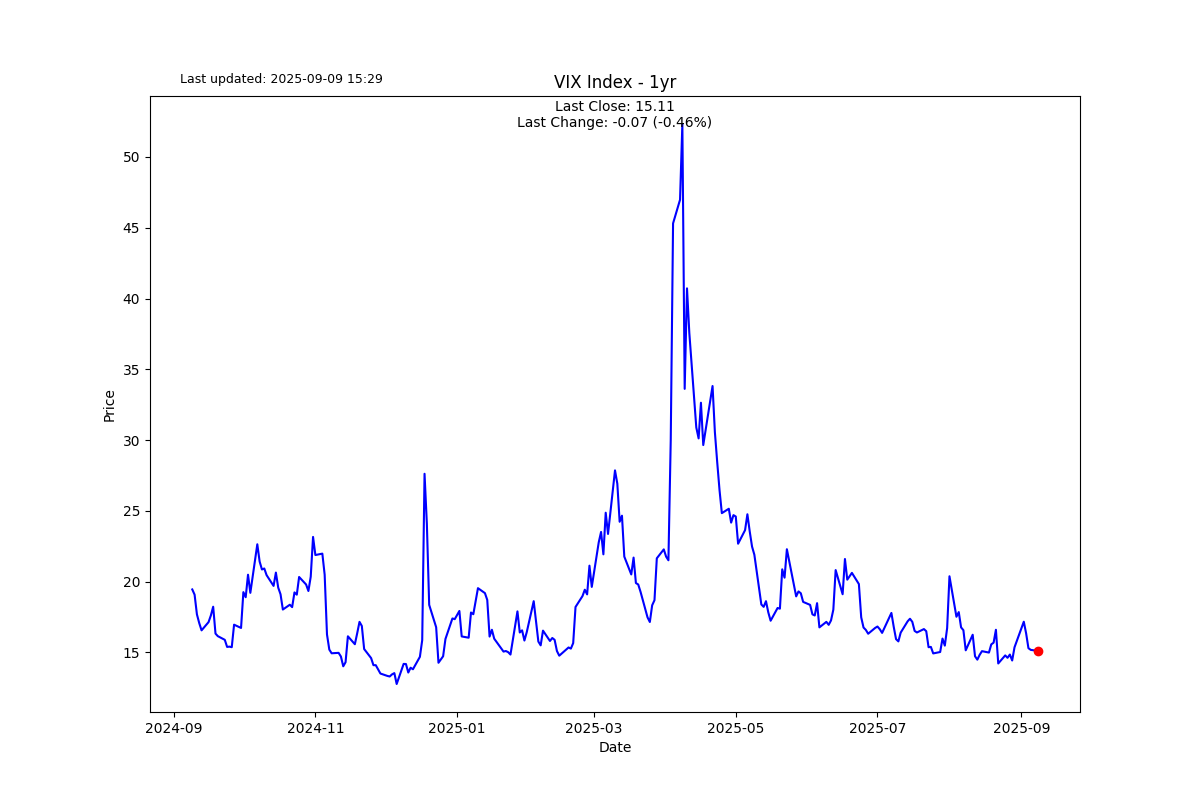 Last updated: 2025-09-09 15:29
VIX Index - 1yr
Last Close: 15.11
Last Change: -0.07 (-0.46%)
50
45
40
35
30
25
20
15
Price
2024-09
2024-11
2025-01
2025-03
2025-05
2025-07
2025-09
Date